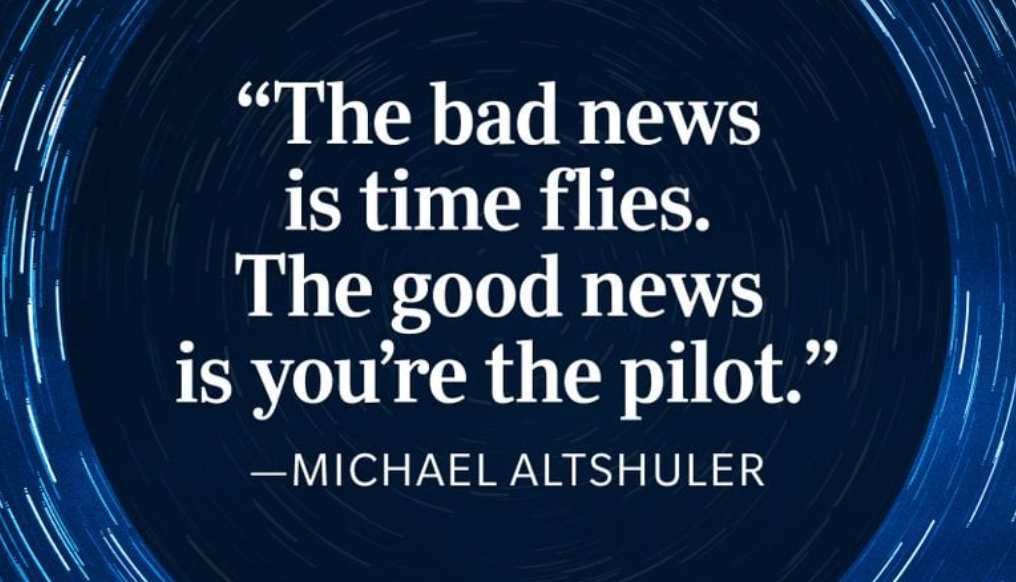 “The bad news
is time flies.
The good news
is you’re the pilot.”
—MICHAEL ALTSHULER